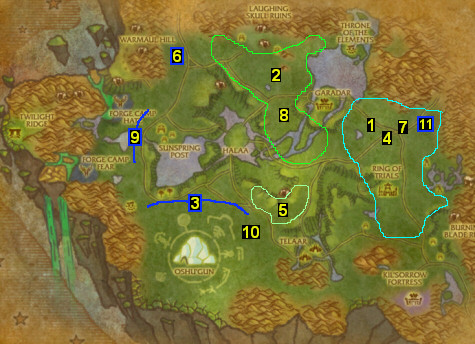 LAUGHING
SKULL RUINS
WARMAUL HILL
THRONE
OF THE
ELEMENTS
6
2
GARADAR
8
TWILIGHT
RIDGE
FORGE CAMP
HATE
9
1
7
11
4
SUNSPRING
POST
HALAA
FORGE CAMP
FEAR
RING OF
TRIALS
3
5
10
TELAAR
BURNING
BLADE RU
OSHU'GUN
KIL'SORROW
FORTRESS